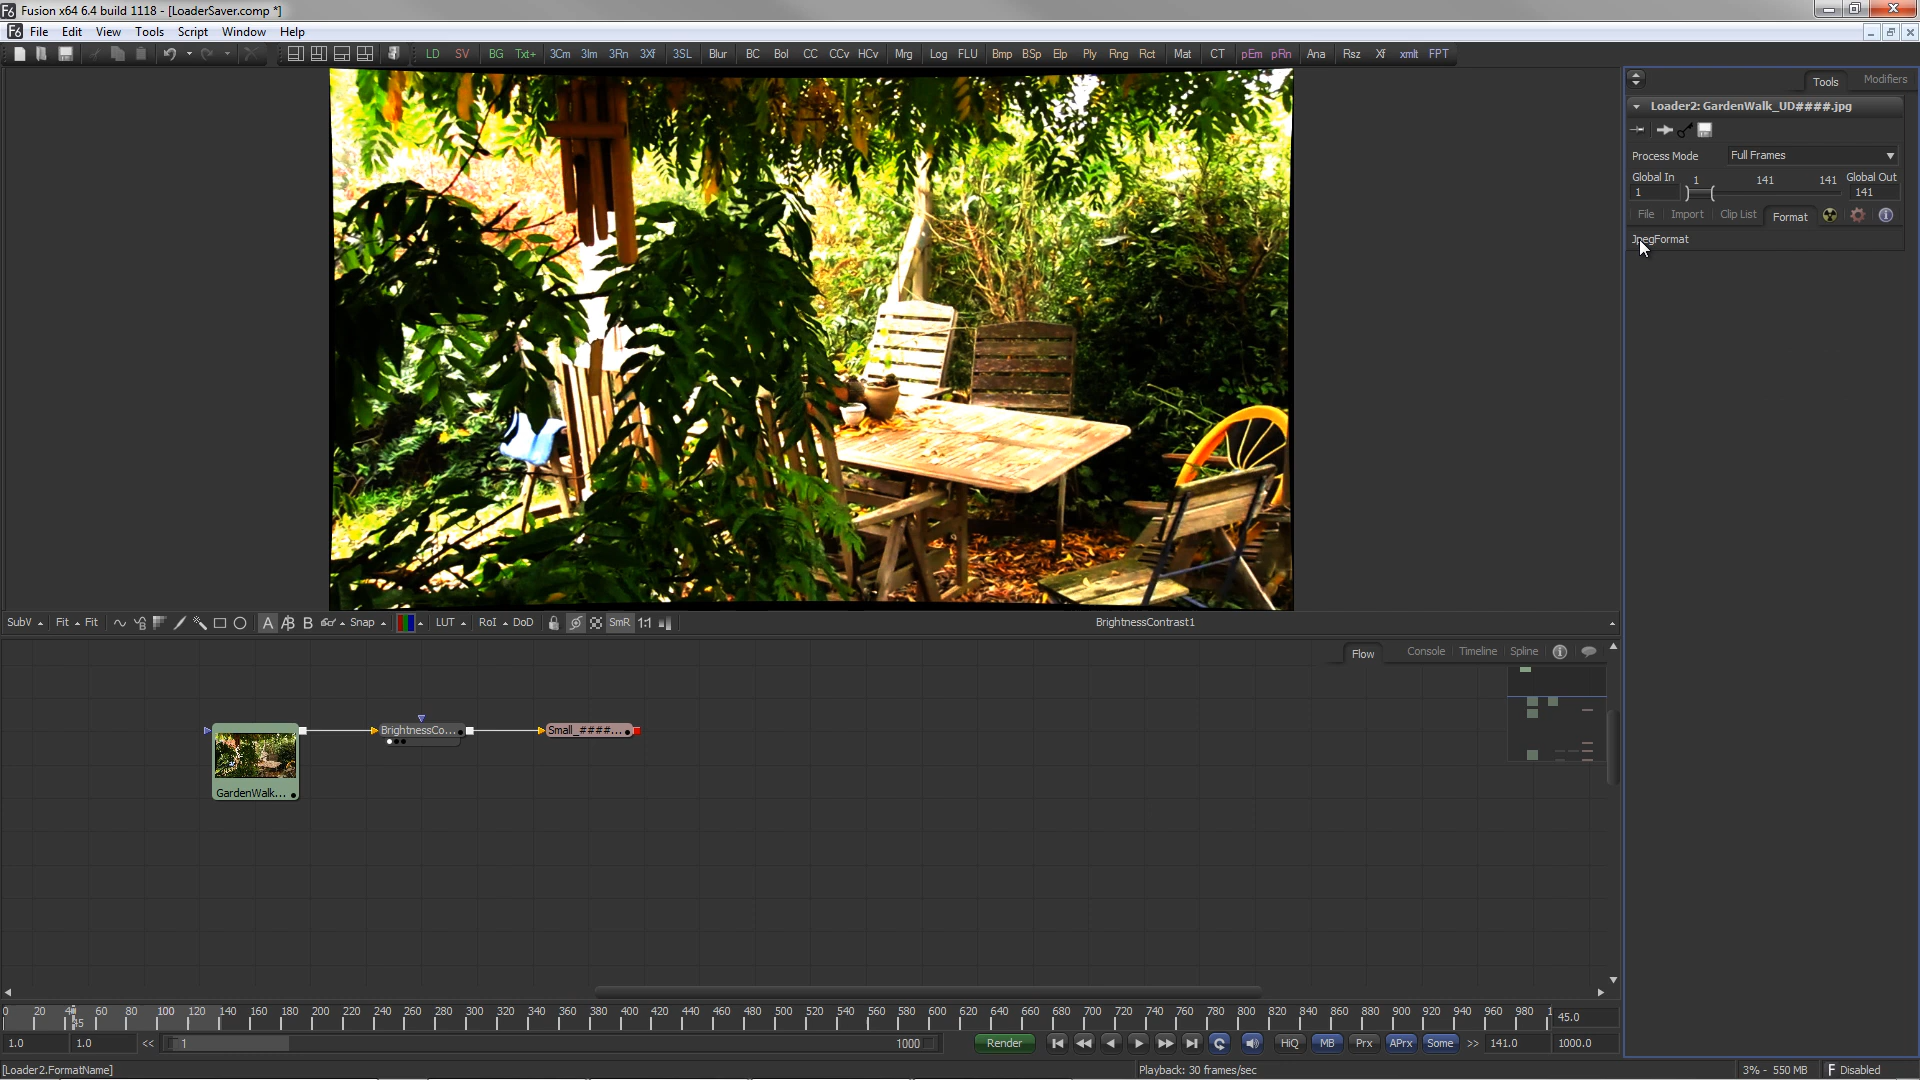 Fusion x64 6.4 build 1118 - [LoaderSaver.comp *]
File Edit View Tools Script Window Help
LD SV BG Txt+ 3Cm 3Im 3Rn 3Xf 3SL Blur BC Bol CC CCv HCv Mrg Log FLU Bmp BSp Elp Ply Rng Rct Mat CT pEm pRn Ana Rsz Xf xmlt FPT
Tools Modifiers
Loader2: GardenWalk_UD####.jpg
Process Mode Full Frames
Global In 1 141 141 Global Out
1 141
File Import Clip List Format
JpegFormat
SubV Fit Fit A B Snap LUT RoI DoD SmR 1:1 BrightnessContrast1
Flow Console Timeline Spline
BrightnessCo... Small_####...
GardenWalk...
0 20 60 80 100 120 140 160 180 200 220 240 260 280 300 320 340 360 380 400 420 440 460 480 500 520 540 560 580 600 620 640 660 680 700 720 740 760 780 800 820 840 860 880 900 920 940 960 980 45.0
1.0 1.0 << 1 1000 Render HiQ MB Prx APrx Some >> 141.0 1000.0
[Loader2.FormatName] Playback: 30 frames/sec 3% - 550 MB F Disabled